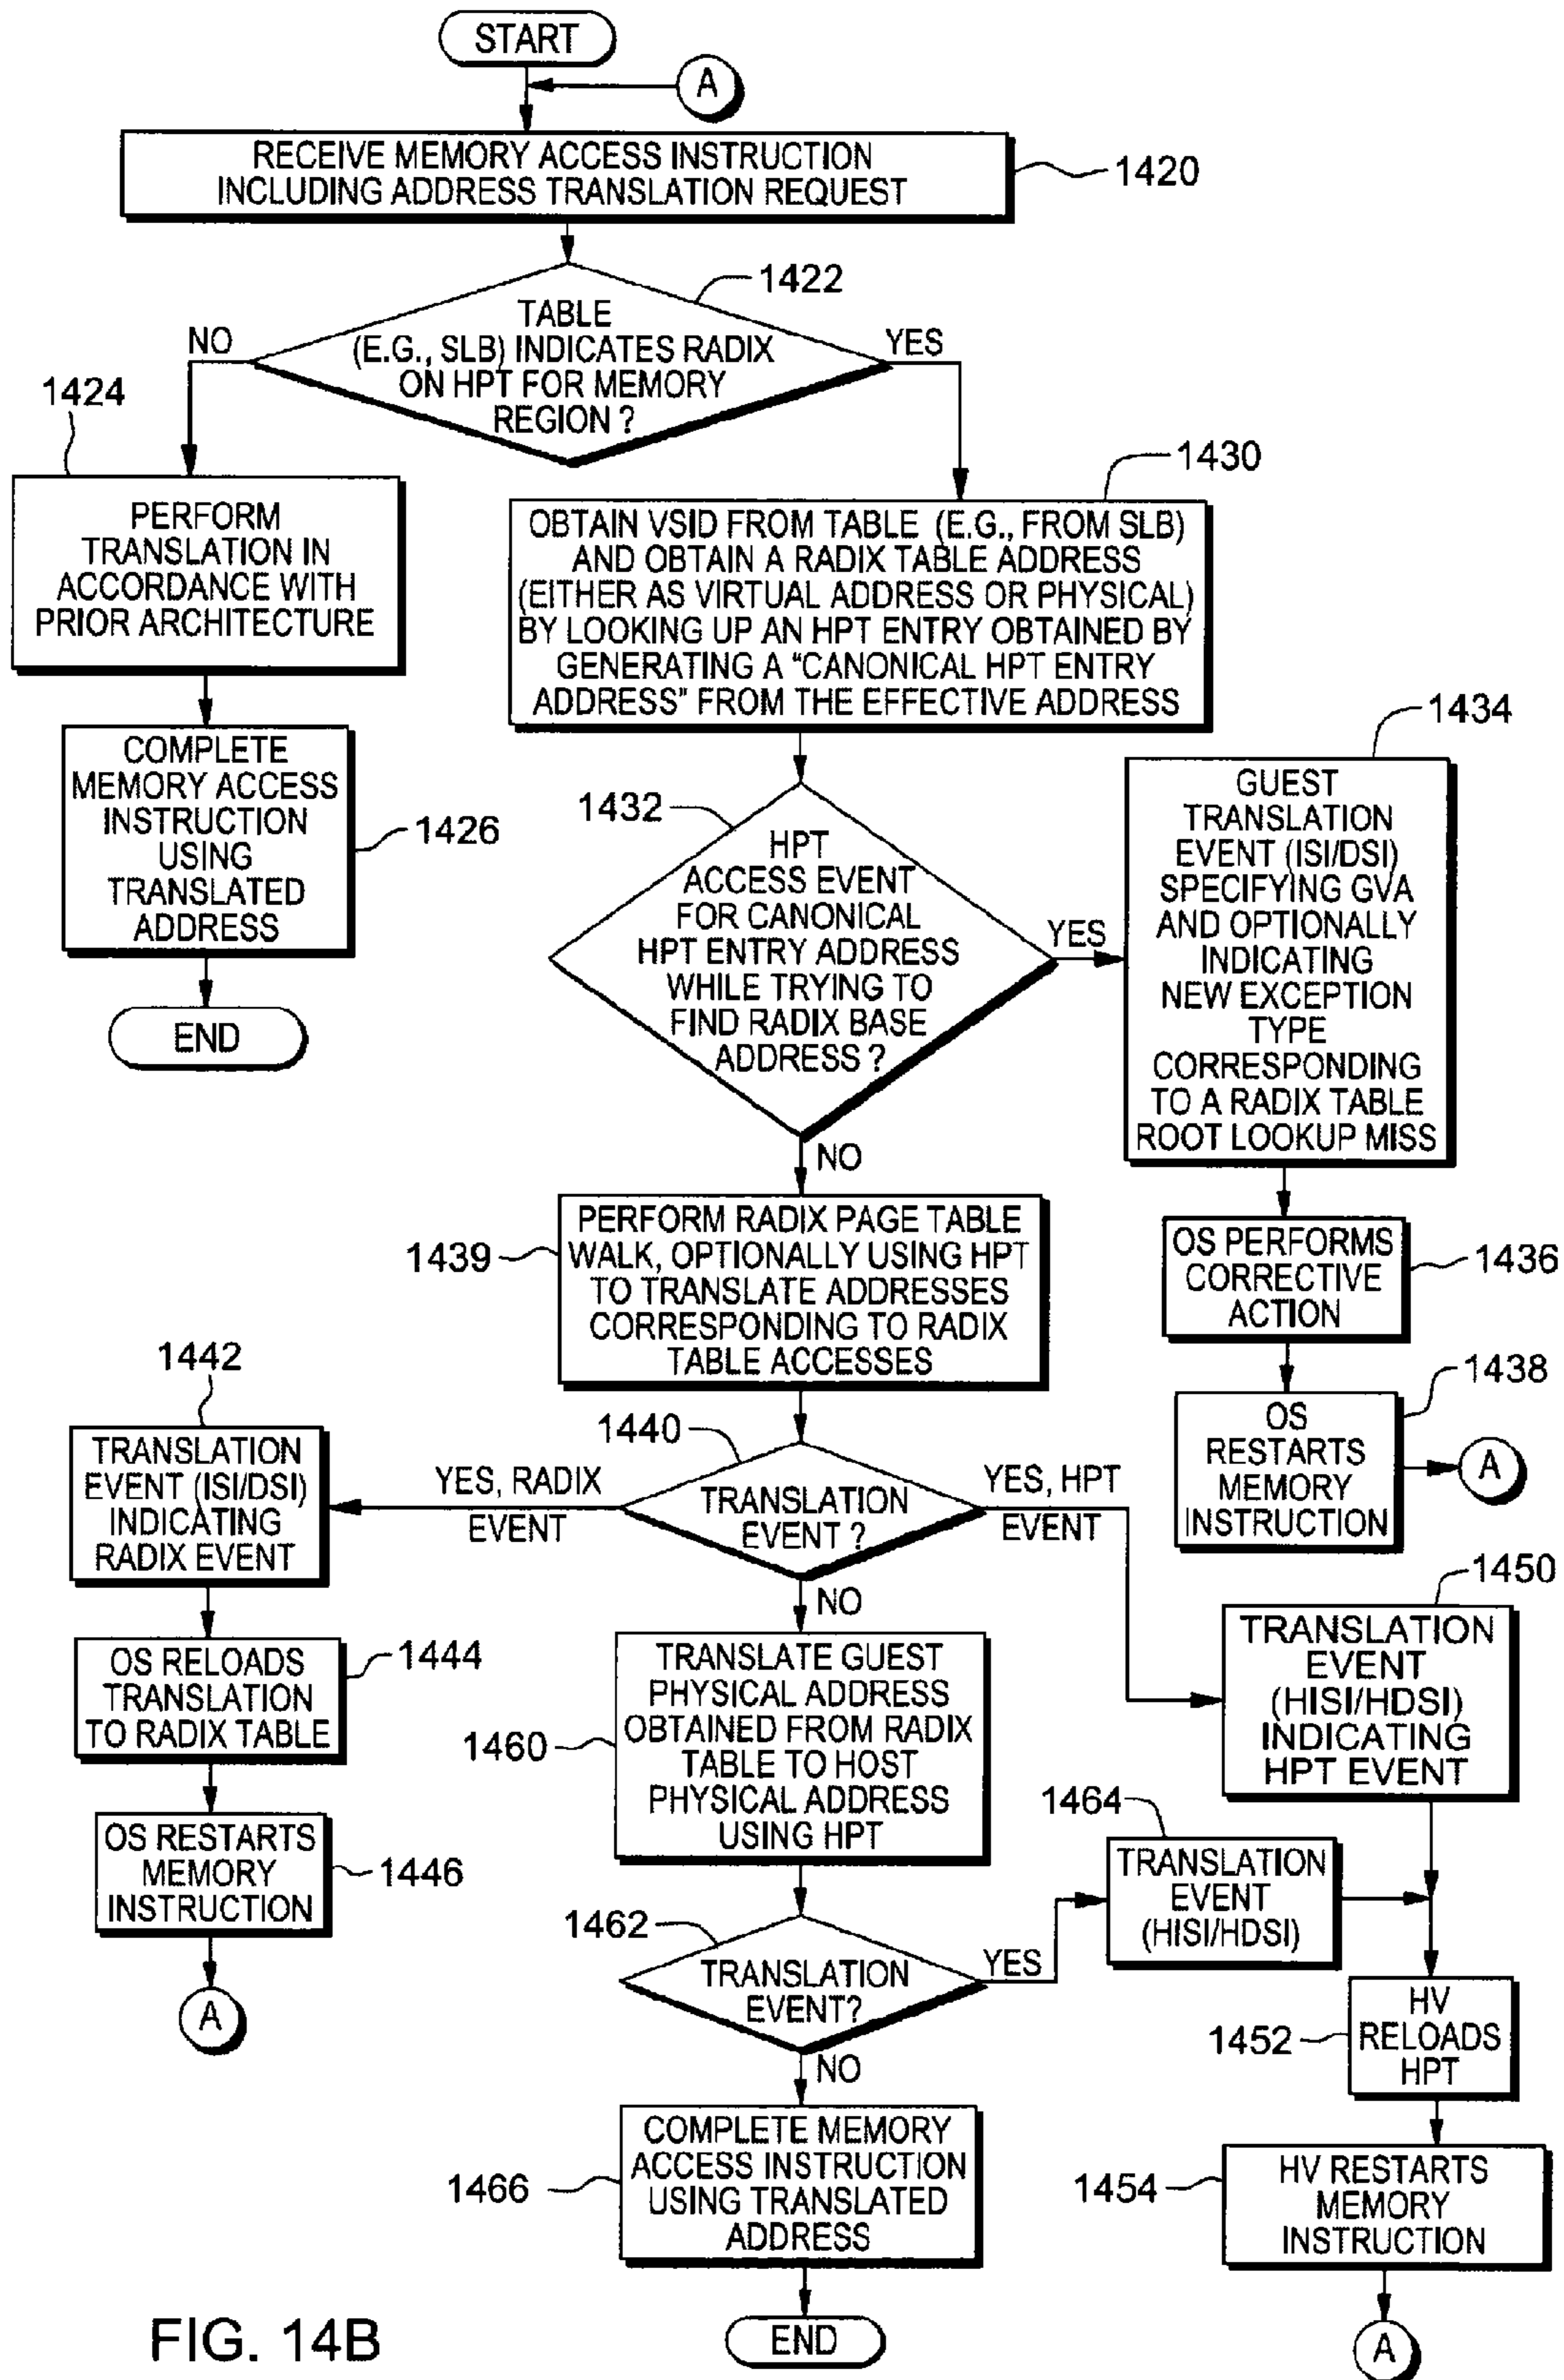 START
A
RECEIVE MEMORY ACCESS INSTRUCTION
INCLUDING ADDRESS TRANSLATION REQUEST
1420
1422
TABLE
(E.G., SLB) INDICATES RADIX
ON HPT FOR MEMORY
REGION ?
NO
YES
1424
PERFORM
TRANSLATION IN
ACCORDANCE WITH
PRIOR ARCHITECTURE
COMPLETE
MEMORY ACCESS
INSTRUCTION
USING
TRANSLATED
ADDRESS
1426
END
1430
OBTAIN VSID FROM TABLE (E.G., FROM SLB)
AND OBTAIN A RADIX TABLE ADDRESS
(EITHER AS VIRTUAL ADDRESS OR PHYSICAL)
BY LOOKING UP AN HPT ENTRY OBTAINED BY
GENERATING A "CANONICAL HPT ENTRY
ADDRESS" FROM THE EFFECTIVE ADDRESS
1432
HPT
ACCESS EVENT
FOR CANONICAL
HPT ENTRY ADDRESS
WHILE TRYING TO
FIND RADIX BASE
ADDRESS ?
YES
NO
1434
GUEST
TRANSLATION
EVENT (ISI/DSI)
SPECIFYING GVA
AND OPTIONALLY
INDICATING
NEW EXCEPTION
TYPE
CORRESPONDING
TO A RADIX TABLE
ROOT LOOKUP MISS
OS PERFORMS
CORRECTIVE
ACTION
1436
1438
OS
RESTARTS
MEMORY
INSTRUCTION
A
1439
PERFORM RADIX PAGE TABLE
WALK, OPTIONALLY USING HPT
TO TRANSLATE ADDRESSES
CORRESPONDING TO RADIX
TABLE ACCESSES
1440
TRANSLATION
EVENT ?
YES, RADIX
EVENT
YES, HPT
EVENT
NO
1442
TRANSLATION
EVENT (ISI/DSI)
INDICATING
RADIX EVENT
OS RELOADS
TRANSLATION
TO RADIX TABLE
1444
OS RESTARTS
MEMORY
INSTRUCTION
1446
A
1450
TRANSLATION
EVENT
(HISI/HDSI)
INDICATING
HPT EVENT
1460
TRANSLATE GUEST
PHYSICAL ADDRESS
OBTAINED FROM RADIX
TABLE TO HOST
PHYSICAL ADDRESS
USING HPT
1462
TRANSLATION
EVENT?
YES
NO
1464
TRANSLATION
EVENT
(HISI/HDSI)
1452
HV
RELOADS
HPT
1454
HV RESTARTS
MEMORY
INSTRUCTION
A
1466
COMPLETE MEMORY
ACCESS INSTRUCTION
USING TRANSLATED
ADDRESS
END
FIG. 14B